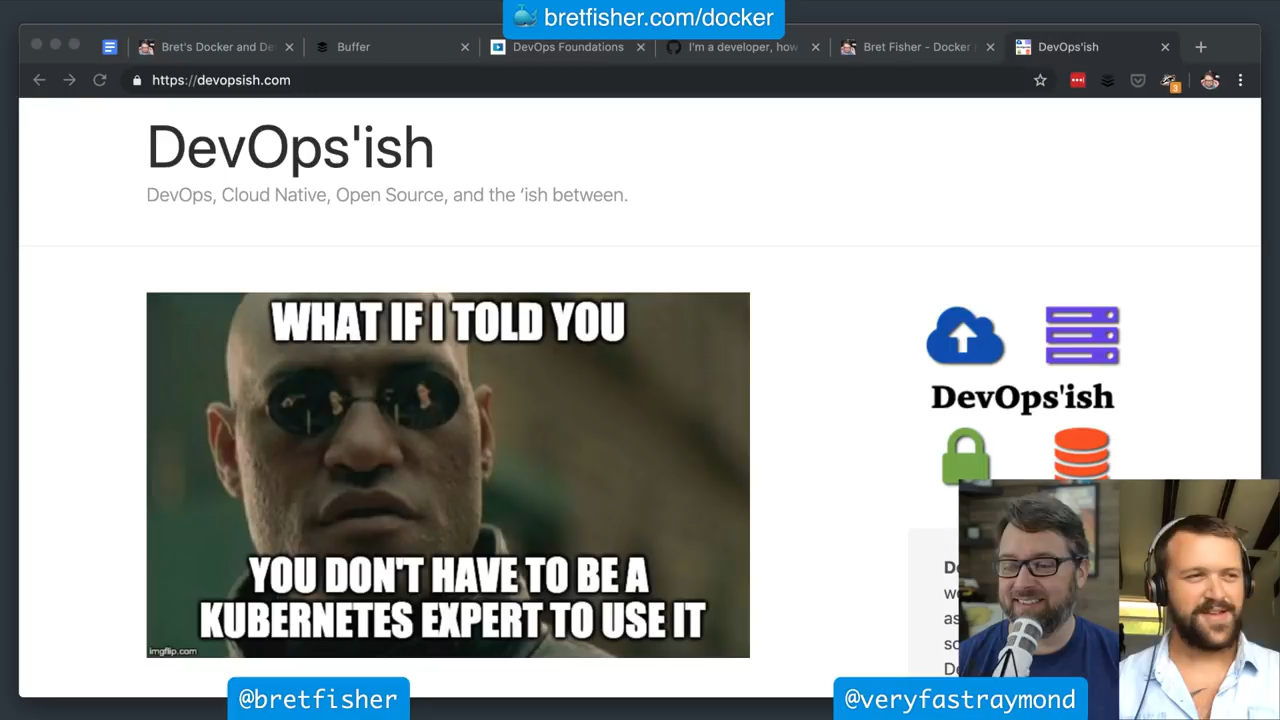 bretfisher.com/docker
Bret's Docker and De
Buffer
DevOps Foundations
I'm a developer, how
Bret Fisher - Docker
DevOps'ish
https://devopsish.com
3
DevOps'ish
DevOps, Cloud Native, Open Source, and the ‘ish between.
WHAT IF I TOLD YOU
YOU DON'T HAVE TO BE A
KUBERNETES EXPERT TO USE IT
imgflip.com
DevOps'ish
@bretfisher
@veryfastraymond